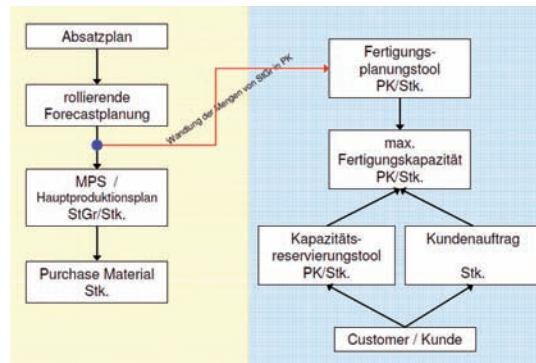 Absatzplan
rollierende
Forecastplanung
MPS /
Hauptproduktionsplan
StGr/Stk.
Purchase Material
Stk.
Wandlung der Mengen von StGr in PK
Fertigungs-
planungstool
PK/Stk.
max.
Fertigungskapazität
PK/Stk.
Kapazitäts-
reservierungstool
PK/Stk.
Kundenauftrag
Stk.
Customer / Kunde